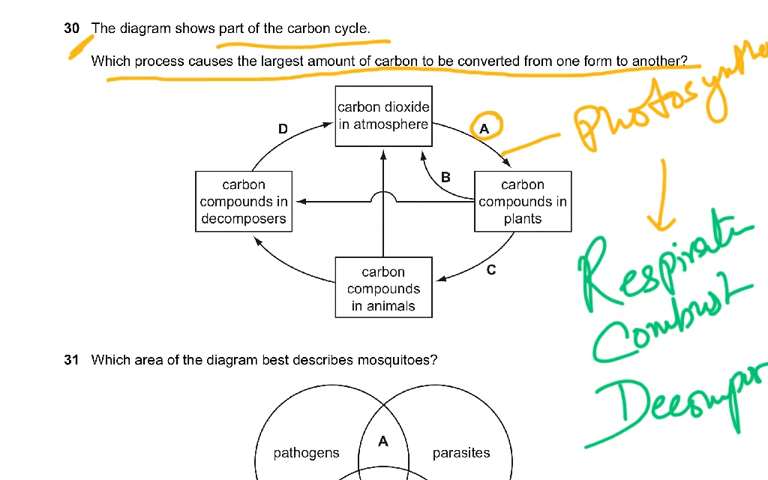 30 The diagram shows part of the carbon cycle.
Which process causes the largest amount of carbon to be converted from one form to another?
carbon dioxide
in atmosphere
A
D
Photosynthe
B
carbon
compounds in
decomposers
carbon
compounds in
plants
Respirat
C
carbon
compounds
in animals
Combust
31 Which area of the diagram best describes mosquitoes?
Decompo
A
pathogens
parasites